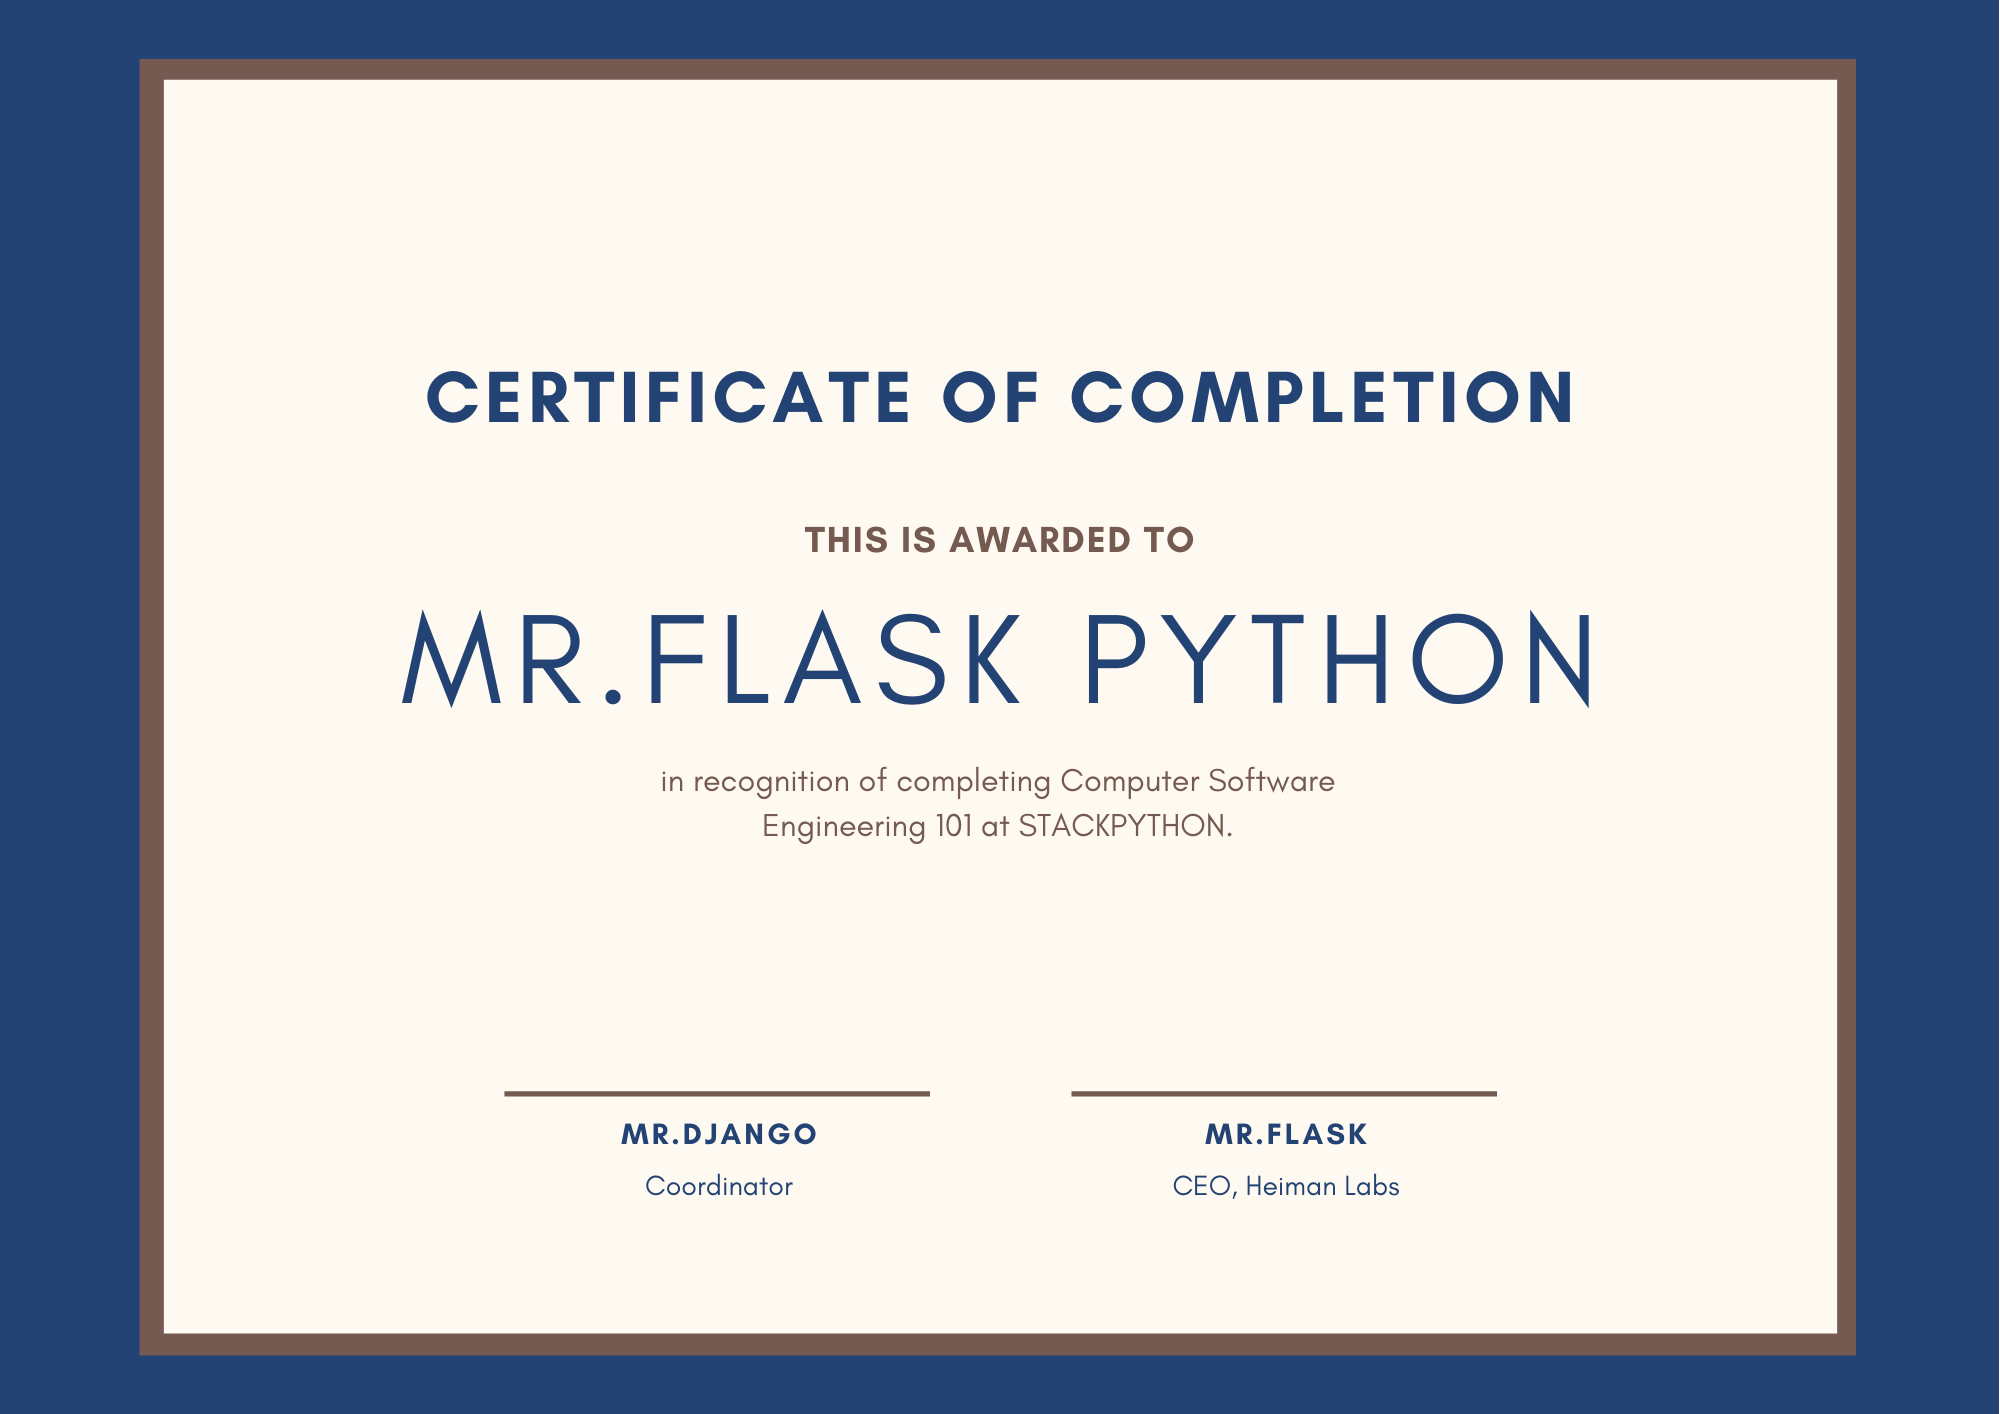 CERTIFICATE OF COMPLETION
THIS IS AWARDED TO
MR.FLASK PYTHON
in recognition of completing Computer Software
Engineering 101 at STACKPYTHON.
MR.DJANGO
Coordinator
MR.FLASK
CEO, Heiman Labs